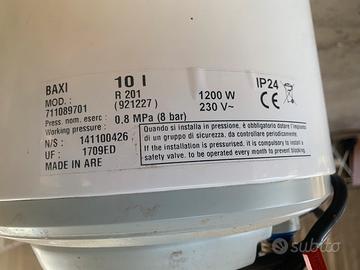 BAXI 10 l IP24
MOD.: R 201 1200 W
711089701 (921227) 230 V~ CE
Press. nom. eserc: 0.8 MPa (8 bar)
Working pressure :
N/S : 141100426
UF : 1709ED
MADE IN ARE
Quando si installa in pressione, è obbligatorio dotare l'impianto
di un gruppo di sicurezza, da controllare periodicamente.
If the installation is pressurised. it is compulsory to install a
safety valve. to be operated every month to prevent blocking.
subito